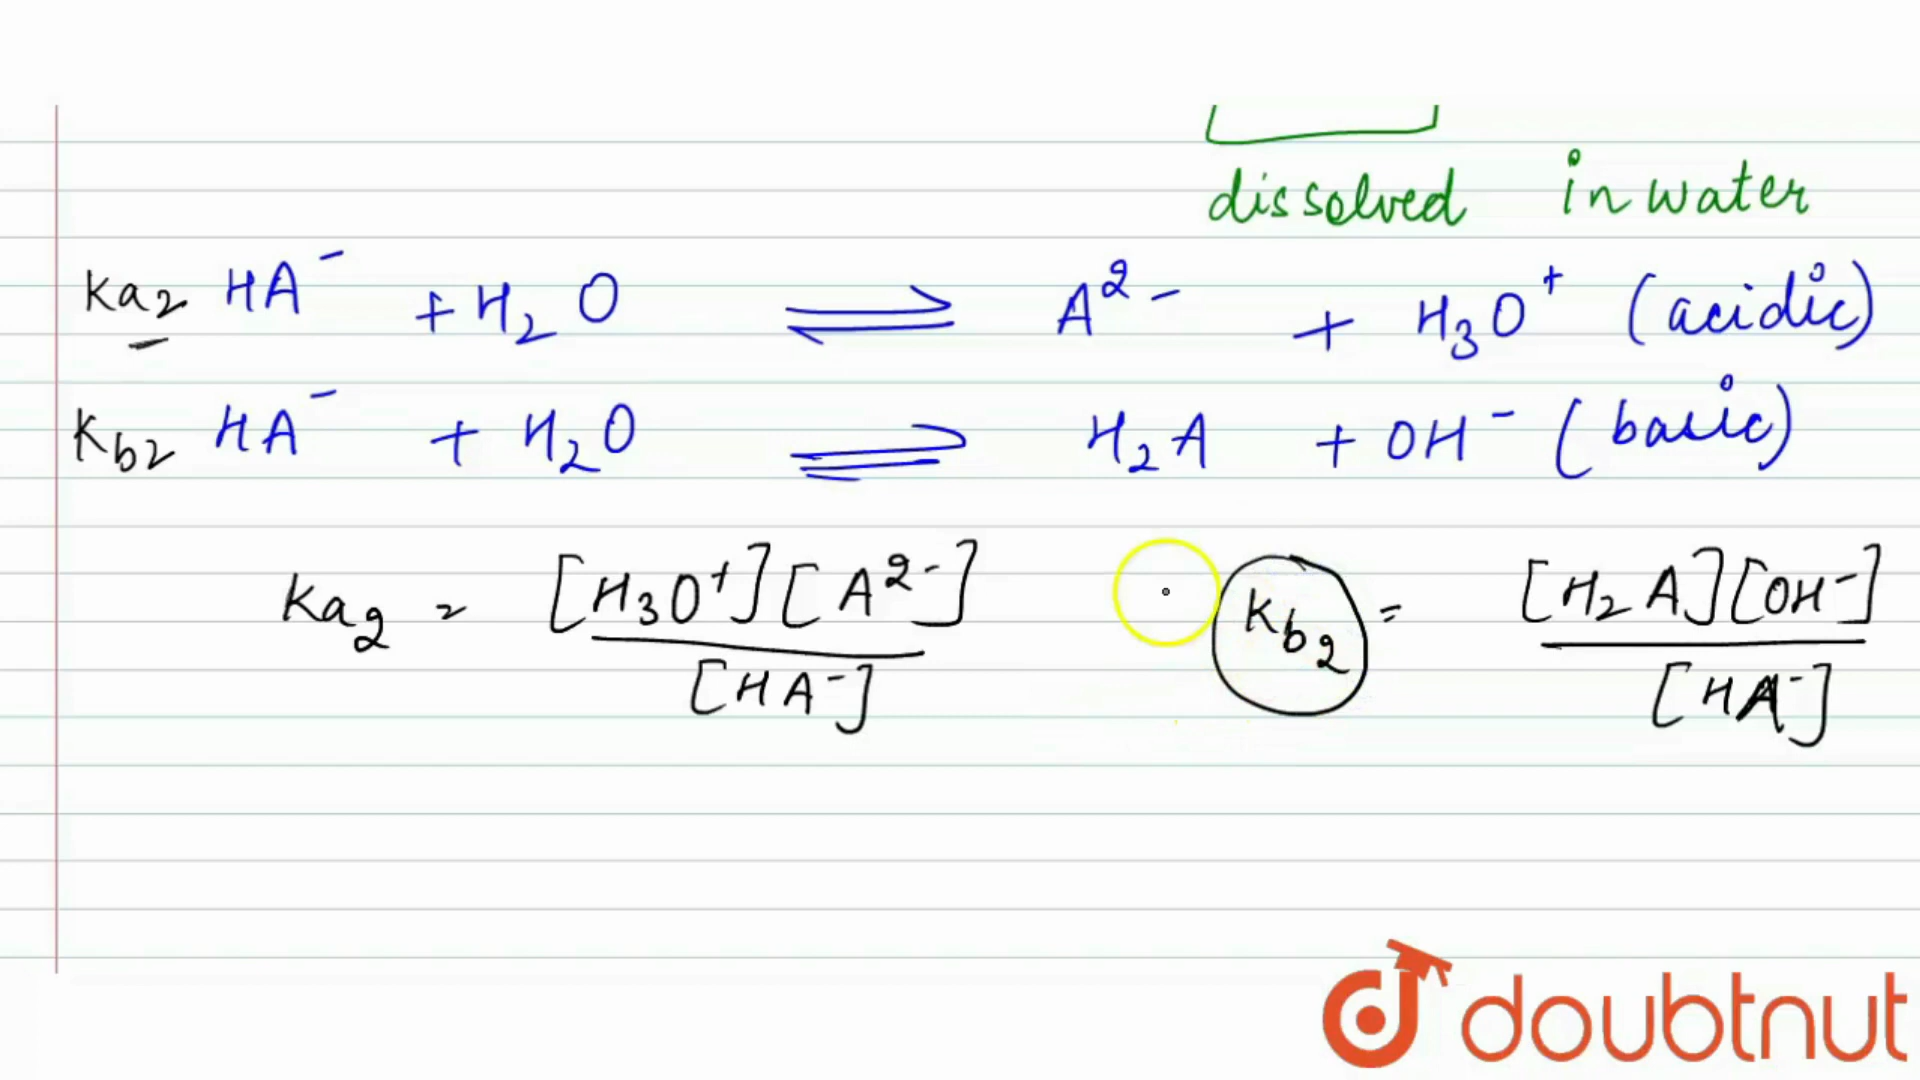 dissolved in water
Ka2 HA⁻ + H₂O ⇌ A²⁻ + H₃O⁺ (acidic)
Kb2 HA⁻ + H₂O ⇌ H₂A + OH⁻ (basic)
Ka₂ = [H₃O⁺][A²⁻] / [HA⁻] Kb₂ = [H₂A][OH⁻] / [HA⁻]
doubtnut